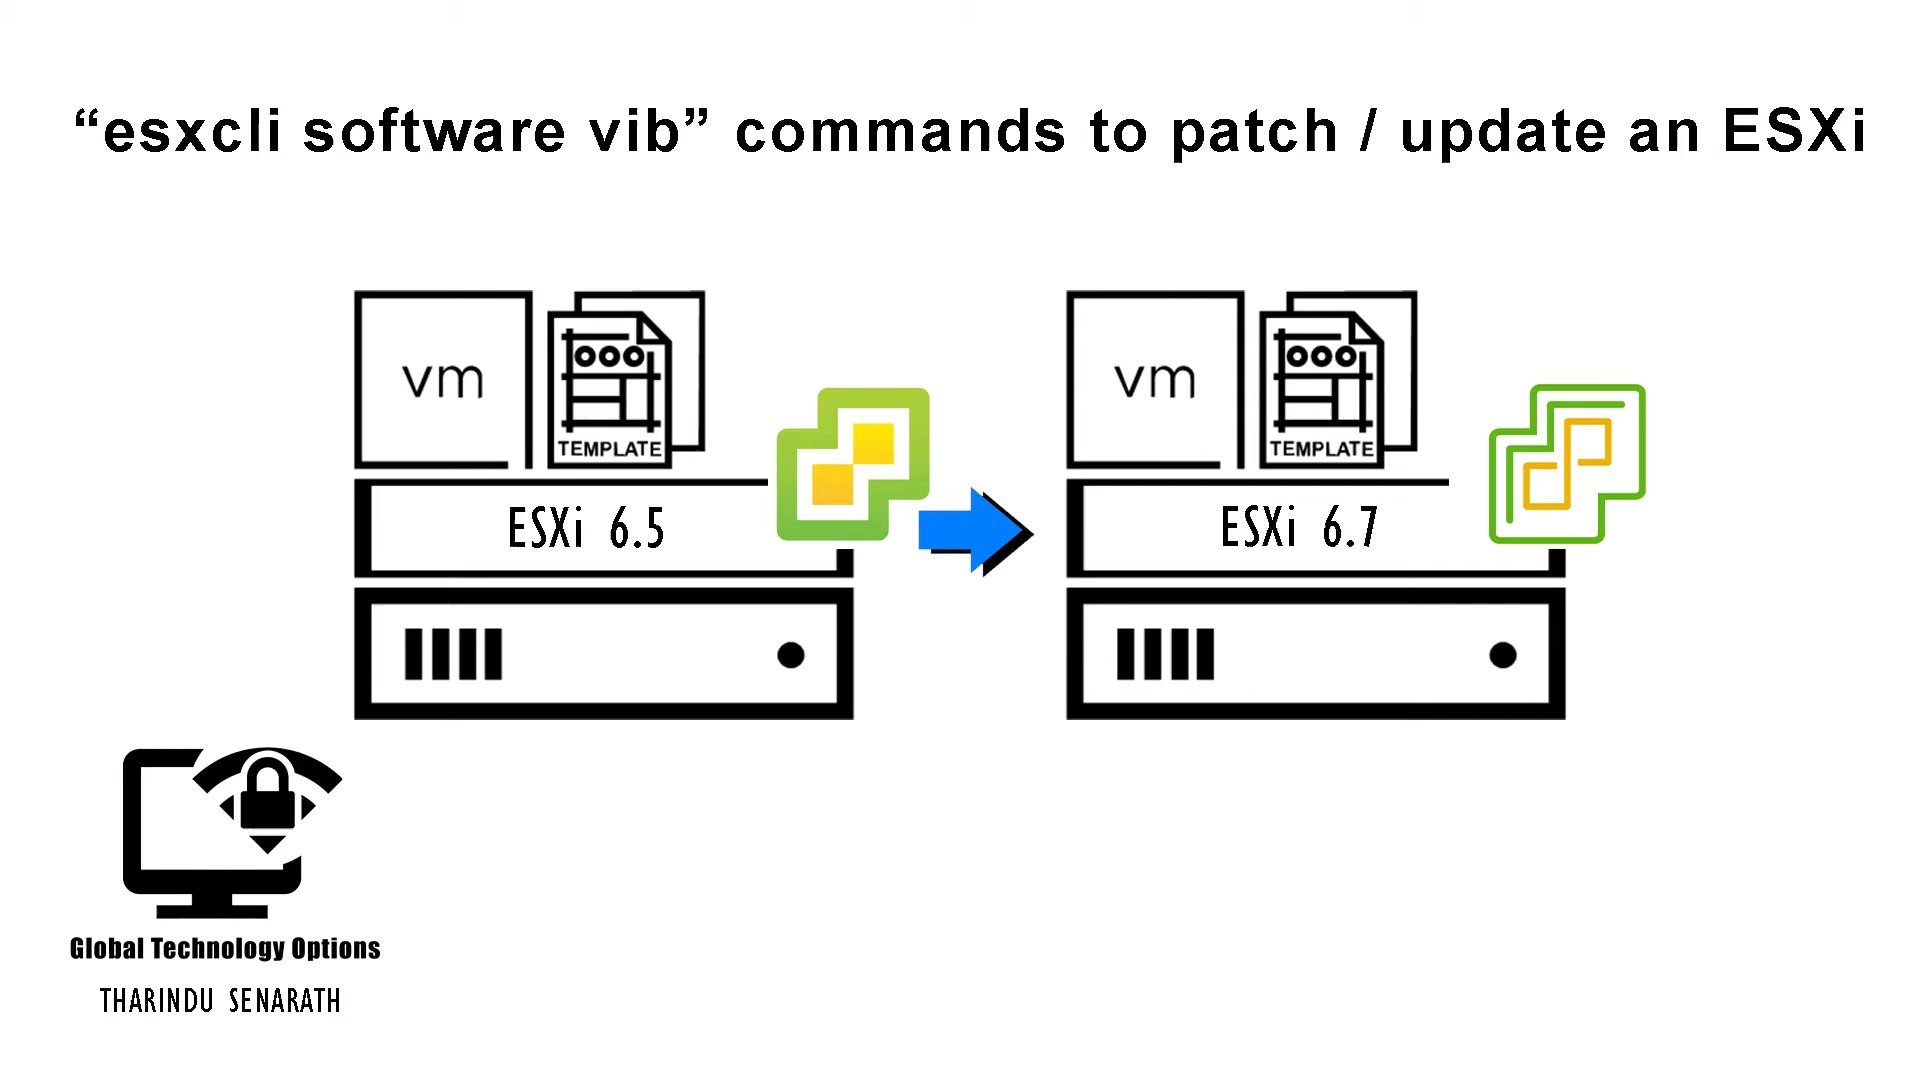 “esxcli software vib” commands to patch / update an ESXi
vm
TEMPLATE
ESXi 6.5
vm
TEMPLATE
ESXi 6.7
Global Technology Options
THARINDU SENARATH